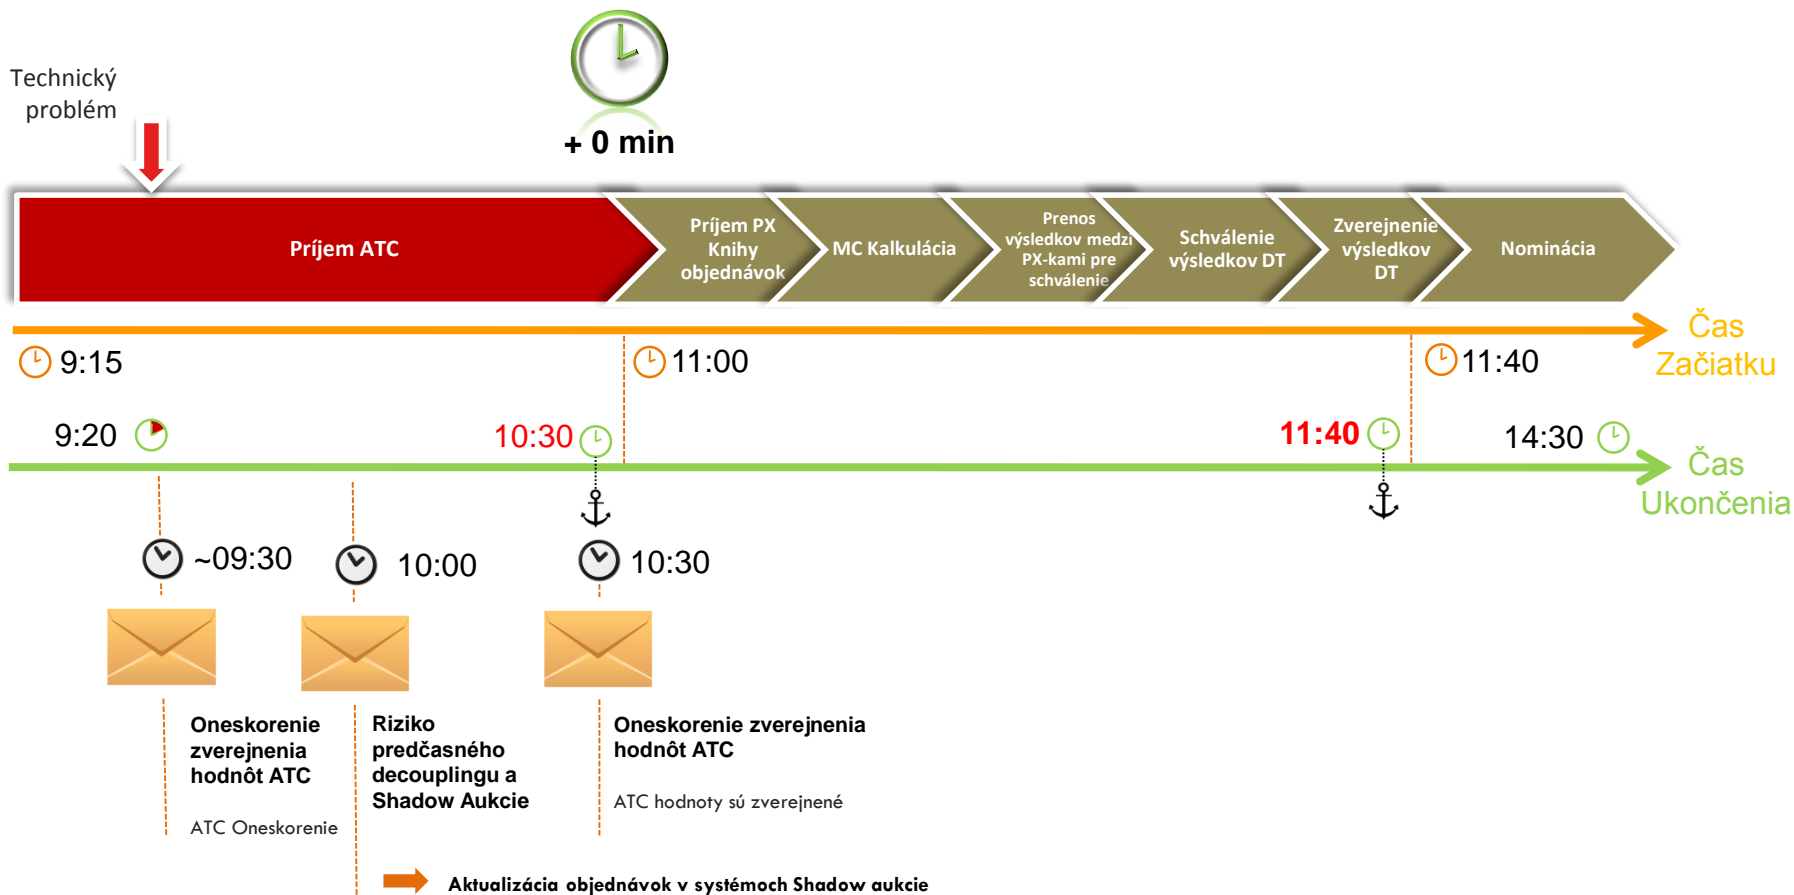 Technický
problém
+ 0 min
Príjem ATC
Príjem PX
Knihy
objednávok
MC Kalkulácia
Prenos
výsledkov medzi
PX-kami pre
schválenie
Schválenie
výsledkov DT
Zverejnenie
výsledkov
DT
Nominácia
Čas
Začiatku
9:15
11:00
11:40
9:20
10:30
11:40
14:30
Čas
Ukončenia
~09:30
10:00
10:30
Oneskorenie
zverejnenia
hodnôt ATC
ATC Oneskorenie
Riziko
predčasného
decouplingu a
Shadow Aukcie
Oneskorenie zverejnenia
hodnôt ATC
ATC hodnoty sú zverejnené
Aktualizácia objednávok v systémoch Shadow aukcie